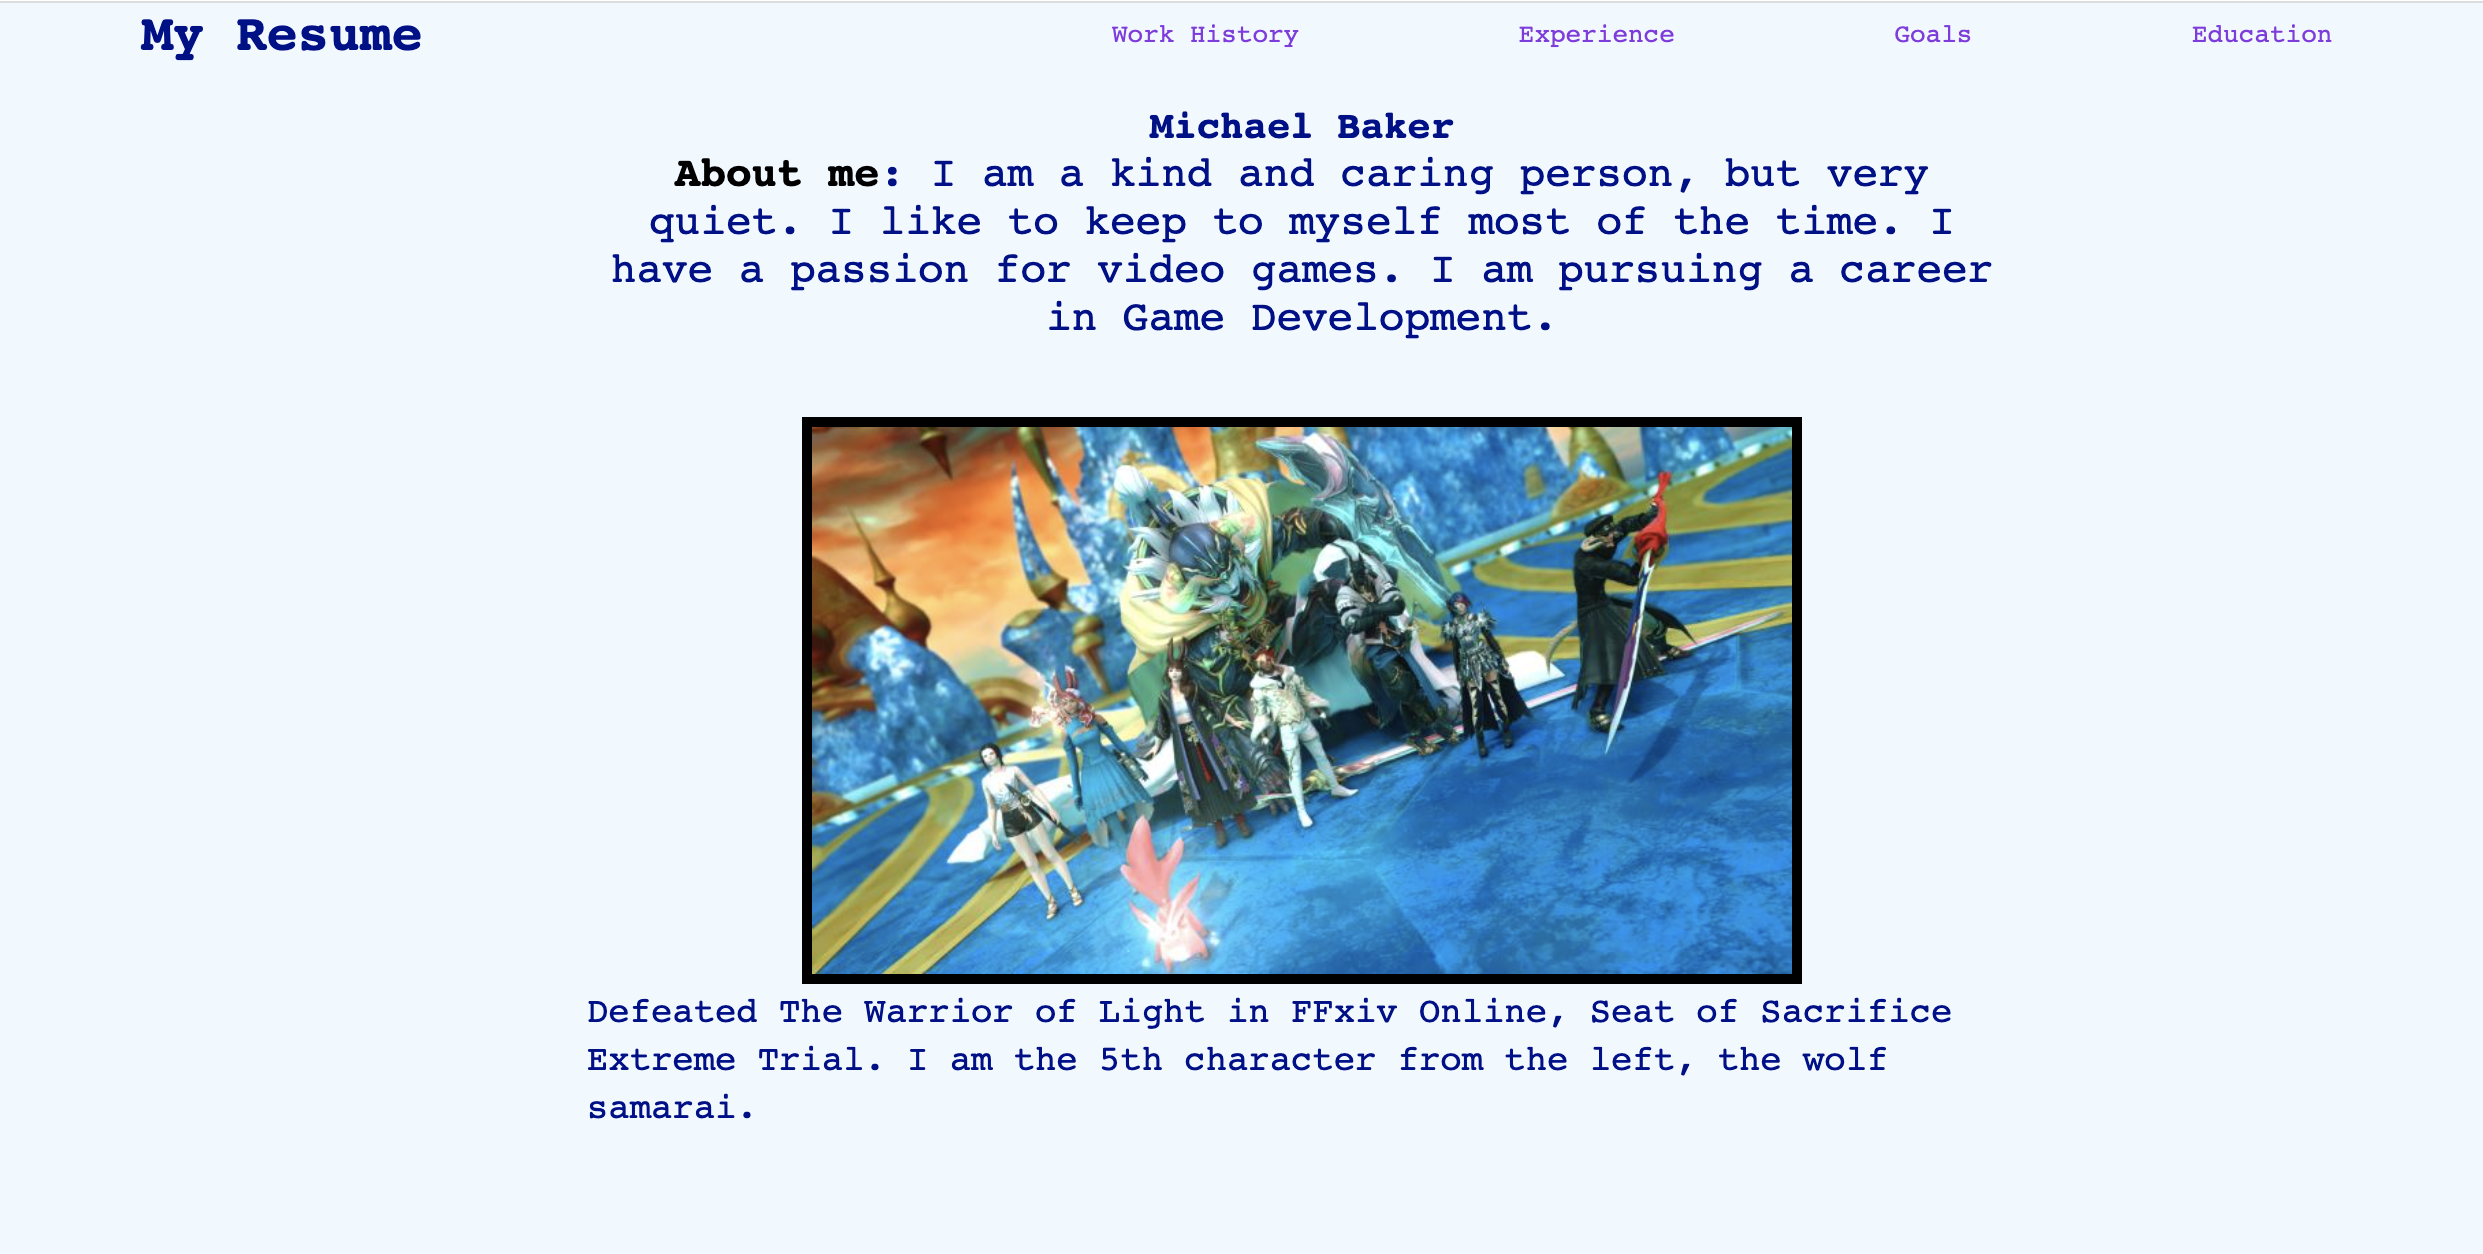 My Resume
Work History
Experience
Goals
Education
Michael Baker
About me: I am a kind and caring person, but very
quiet. I like to keep to myself most of the time. I
have a passion for video games. I am pursuing a career
in Game Development.
Defeated The Warrior of Light in FFxiv Online, Seat of Sacrifice
Extreme Trial. I am the 5th character from the left, the wolf
samarai.